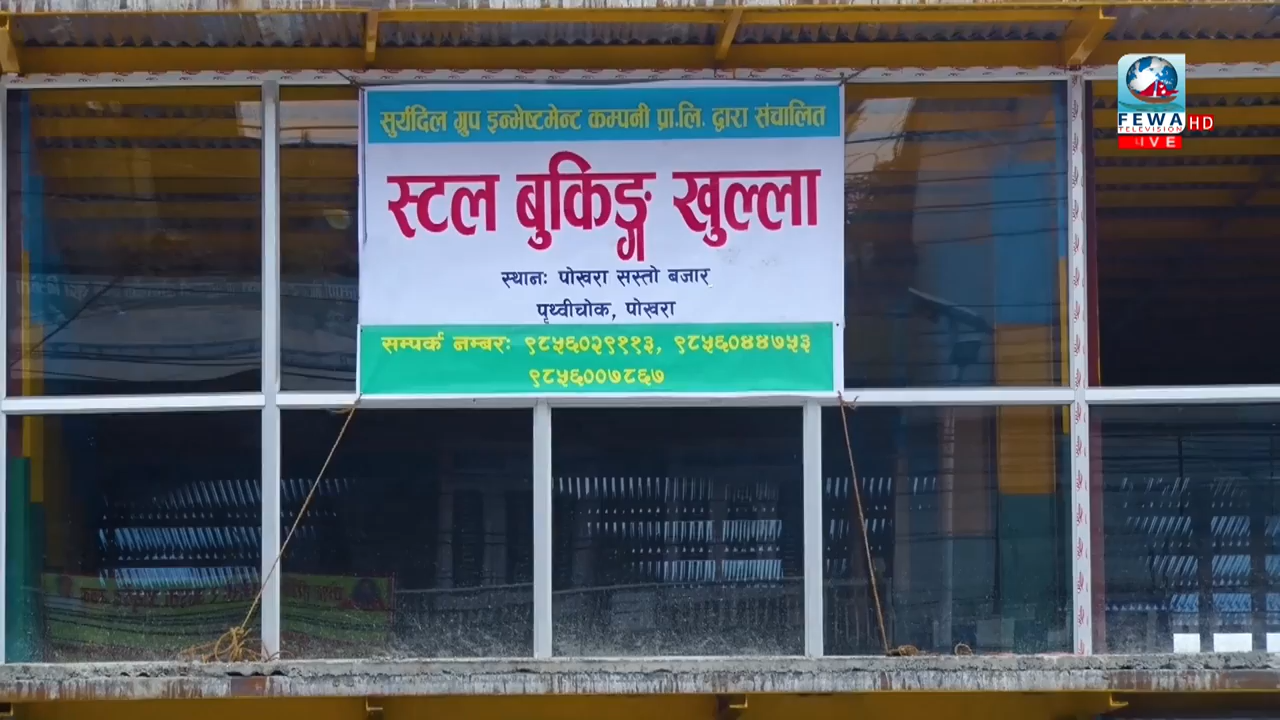 सुर्यदिल ग्रुप इन्भेष्टमेन्ट कम्पनी प्रा.लि. द्वारा संचालित
स्टल बुकिङ्ग खुल्ला
स्थानः पोखरा सस्तो बजार
पृथ्वीचोक, पोखरा
सम्पर्क नम्बरः ९८५६०२९११३, ९८५६०४४७५३
९८५६००७८६७
FEWA HD
TELEVISION
LIVE